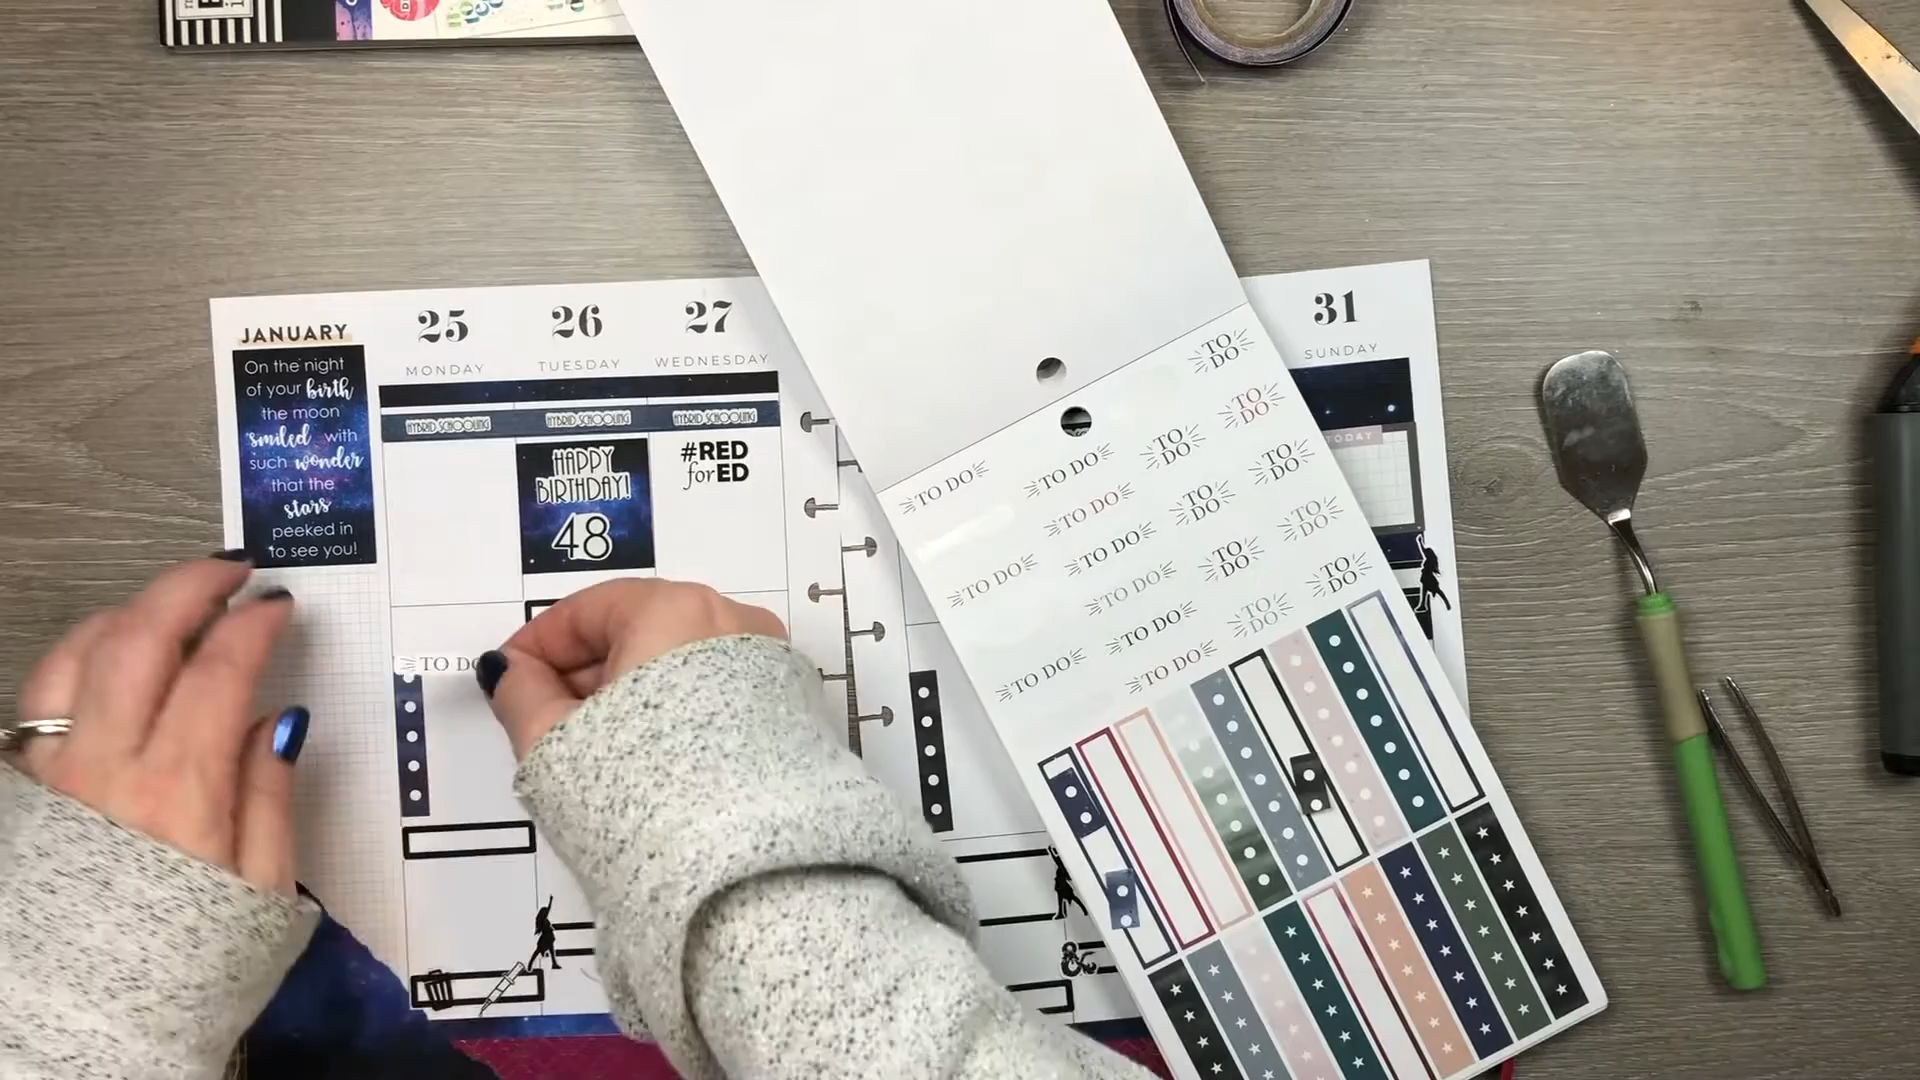 JANUARY
On the night
of your birth
the moon
smiled with
such wonder
that the
stars
peeked in
to see you!
25
MONDAY
26
TUESDAY
27
WEDNESDAY
31
SUNDAY
HYBRID SCHOOLING
HYBRID SCHOOLING
HYBRID SCHOOLING
HAPPY
BIRTHDAY!
48
#RED
for ED
TODAY
TO DO
TO
DO
TO
DO
TO DO
TO DO
TO
DO
TO
DO
TO DO
TO
DO
TO
DO
TO DO
TO DO
TO
DO
TO
DO
TO DO
TO
DO
TO DO
TO DO
TO DO